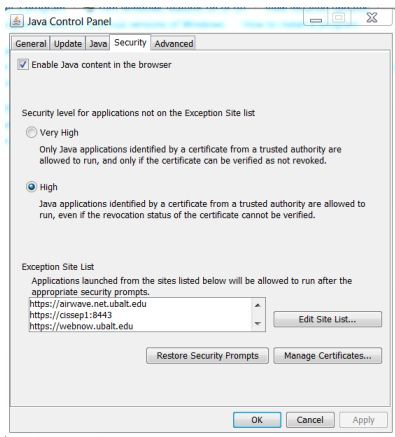 Java Control Panel
General Update Java Security Advanced
Enable Java content in the browser
Security level for applications not on the Exception Site list
Very High
Only Java applications identified by a certificate from a trusted authority are
allowed to run, and only if the certificate can be verified as not revoked.
High
Java applications identified by a certificate from a trusted authority are allowed to
run, even if the revocation status of the certificate cannot be verified.
Exception Site List
Applications launched from the sites listed below will be allowed to run after the
appropriate security prompts.
https://airwave.net.ubalt.edu
https://cissep1:8443
https://webnow.ubalt.edu
Edit Site List...
Restore Security Prompts Manage Certificates...
OK Cancel Apply